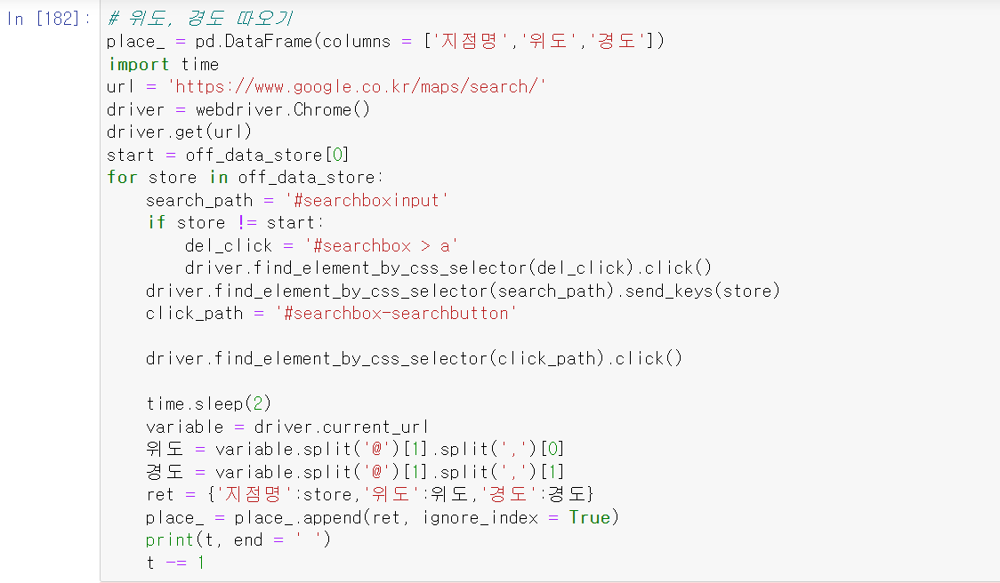 In [182]: # 위도, 경도 따오기
place_ = pd.DataFrame(columns = ['지점명','위도','경도'])
import time
url = 'https://www.google.co.kr/maps/search/'
driver = webdriver.Chrome()
driver.get(url)
start = off_data_store[0]
for store in off_data_store:
    search_path = '#searchboxinput'
    if store != start:
        del_click = '#searchbox > a'
        driver.find_element_by_css_selector(del_click).click()
    driver.find_element_by_css_selector(search_path).send_keys(store)
    click_path = '#searchbox-searchbutton'

    driver.find_element_by_css_selector(click_path).click()

    time.sleep(2)
    variable = driver.current_url
    위도 = variable.split('@')[1].split(',')[0]
    경도 = variable.split('@')[1].split(',')[1]
    ret = {'지점명':store,'위도':위도,'경도':경도}
    place_ = place_.append(ret, ignore_index = True)
    print(t, end = ' ')
    t -= 1